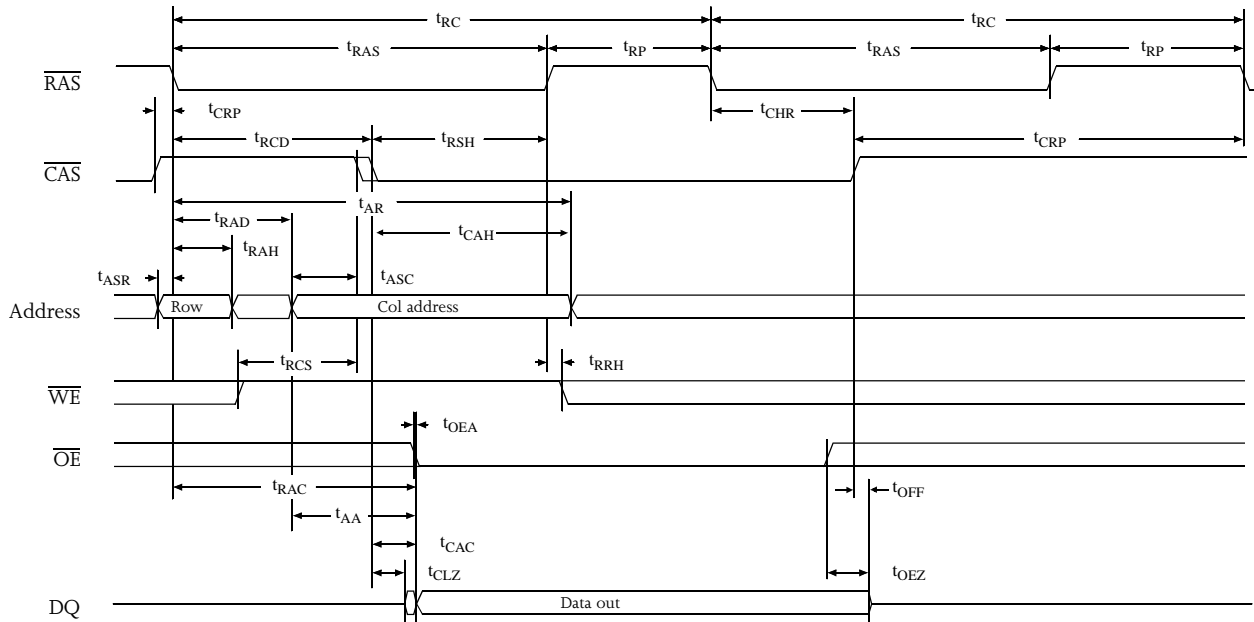 tRC tRC
tRAS tRP tRAS tRP
RAS
tCRP tCHR
tRCD tRSH tCRP
CAS
tAR
tRAD tCAH
tRAH
tASR tASC
Address Row Col address
tRCS tRRH
WE
tOEA
OE
tRAC tOFF
tAA
tCAC
tCLZ tOEZ
DQ Data out